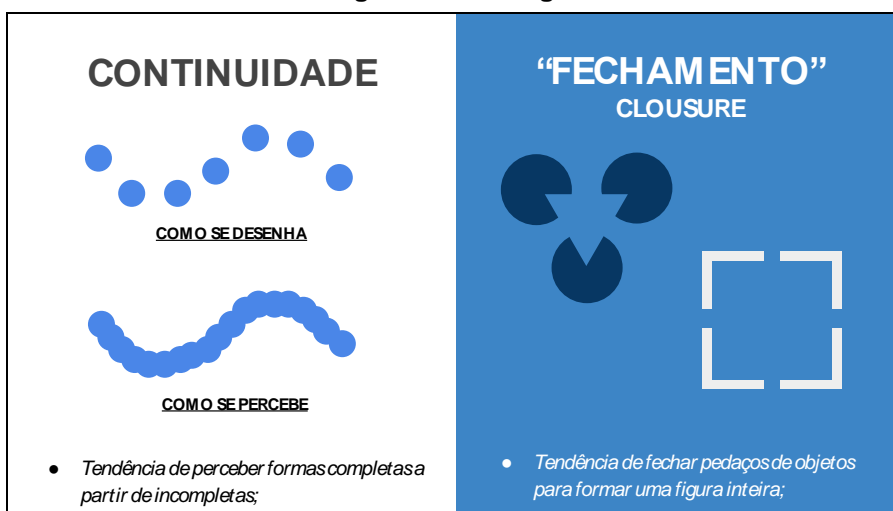 CONTINUIDADE
COMO SE DESENHA
COMO SE PERCEBE
● Tendência de perceber formas completas a
partir de incompletas;
“FECHAMENTO”
CLOUSURE
● Tendência de fechar pedaços de objetos
para formar uma figura inteira;